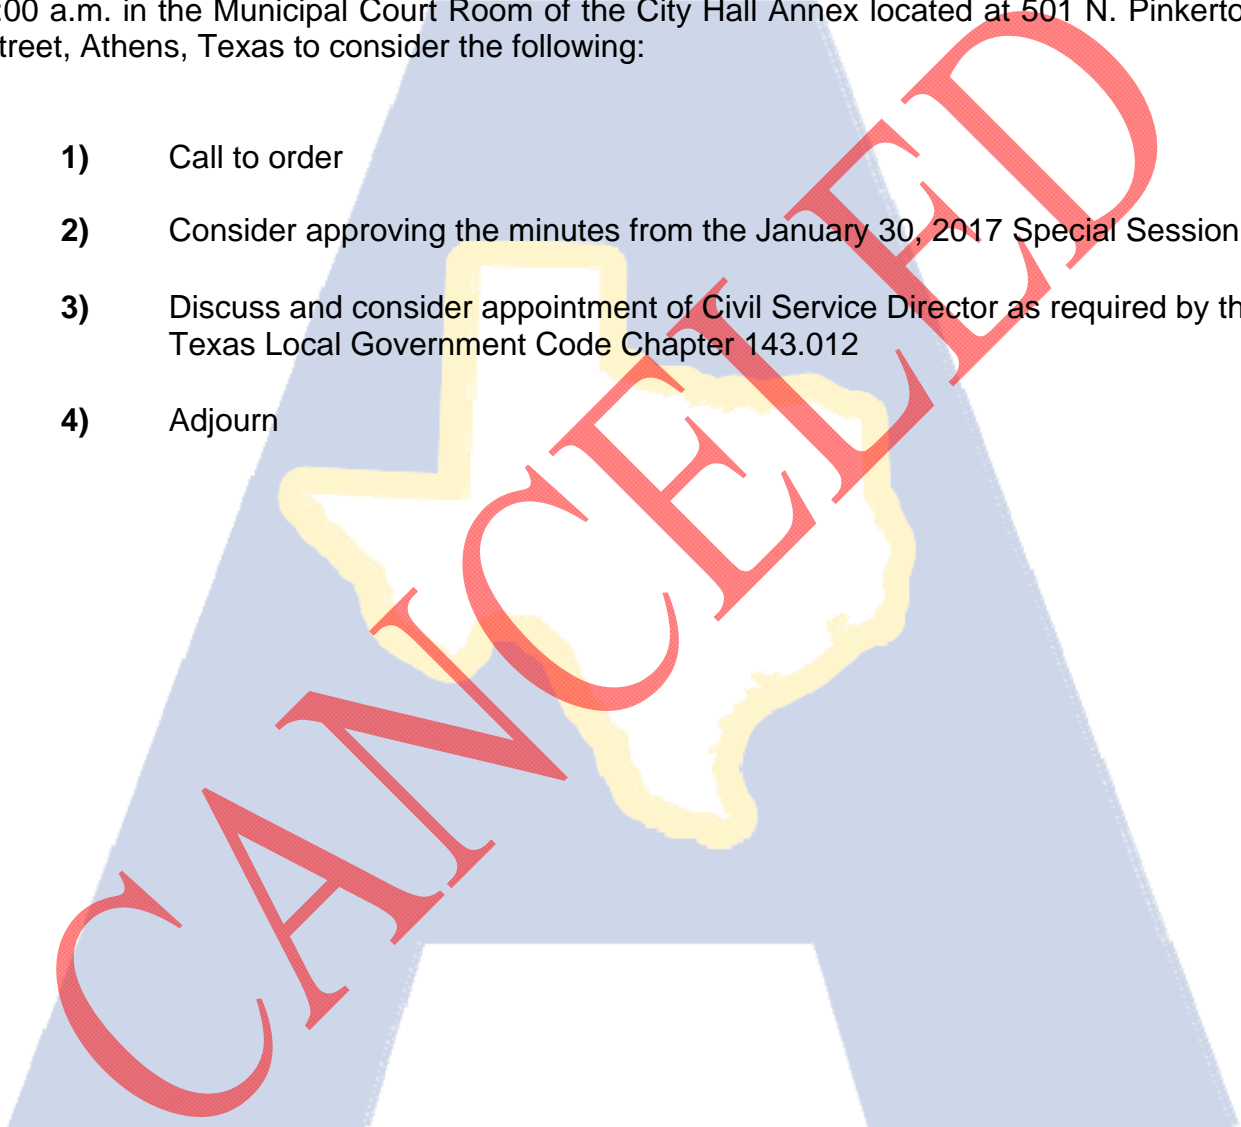 :00 a.m. in the Municipal Court Room of the City Hall Annex located at 501 N. Pinkerto
treet, Athens, Texas to consider the following:
1) Call to order
2) Consider approving the minutes from the January 30, 2017 Special Session
3) Discuss and consider appointment of Civil Service Director as required by th
Texas Local Government Code Chapter 143.012
4) Adjourn
CANCELED